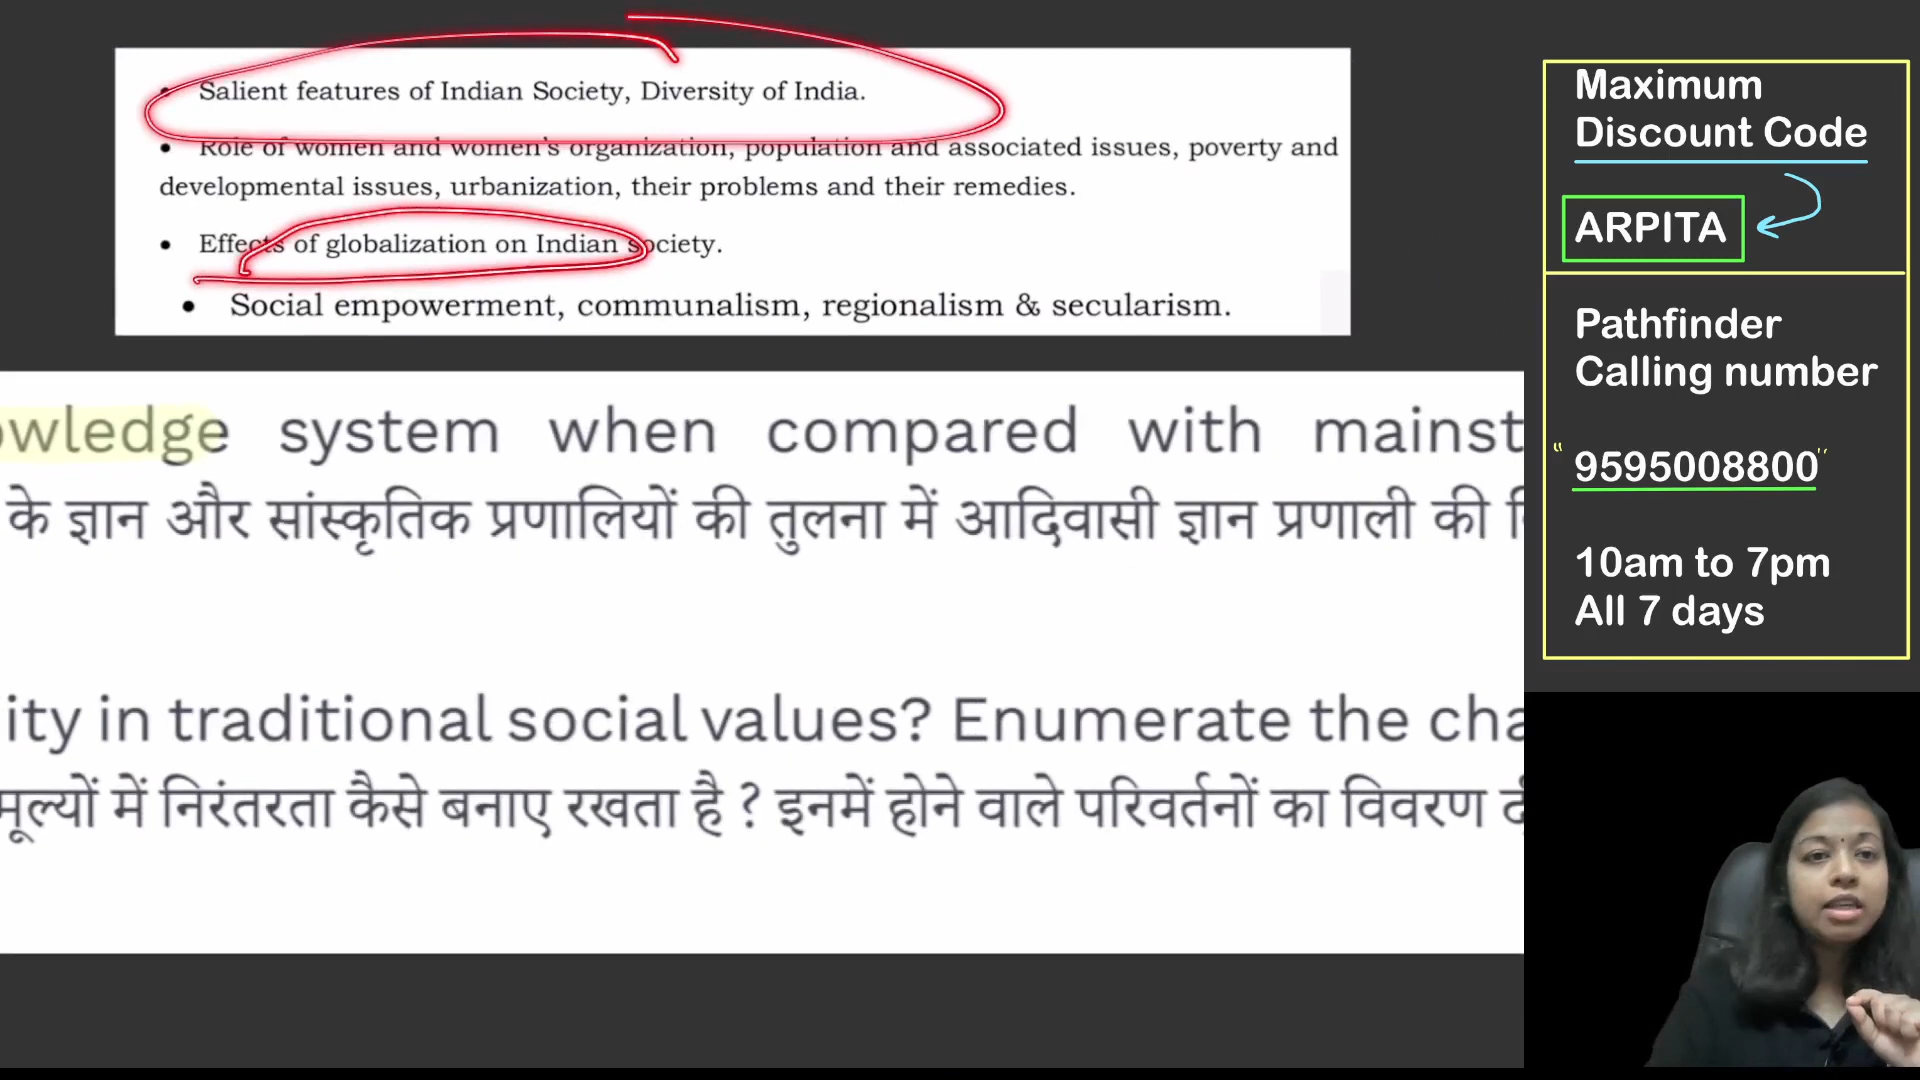 • Salient features of Indian Society, Diversity of India.
• Role of women and women's organization, population and associated issues, poverty and
developmental issues, urbanization, their problems and their remedies.
• Effects of globalization on Indian society.
• Social empowerment, communalism, regionalism & secularism.
owledge system when compared with mainst
के ज्ञान और सांस्कृतिक प्रणालियों की तुलना में आदिवासी ज्ञान प्रणाली की
ity in traditional social values? Enumerate the cha
मूल्यों में निरंतरता कैसे बनाए रखता है ? इनमें होने वाले परिवर्तनों का विवरण
Maximum
Discount Code
ARPITA
Pathfinder
Calling number
"9595008800"
10am to 7pm
All 7 days